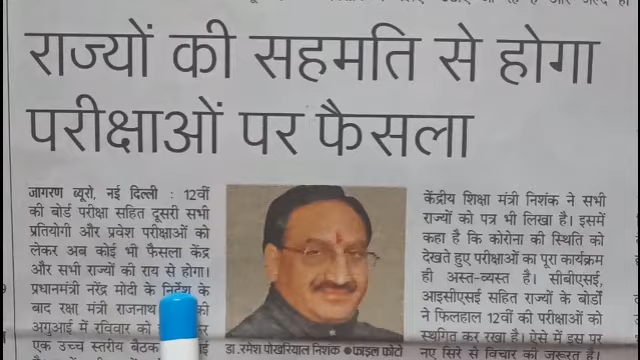 राज्यों की सहमति से होगा
परीक्षाओं पर फैसला
जागरण ब्यूरो, नई दिल्ली : 12वीं
की बोर्ड परीक्षा सहित दूसरी सभी
प्रतियोगी और प्रवेश परीक्षाओं को
लेकर अब कोई भी फैसला केंद्र
और सभी राज्यों की राय से होगा।
प्रधानमंत्री नरेंद्र मोदी के निर्देश के
बाद रक्षा मंत्री राजनाथ की
अगुआई में रविवार को
एक उच्च स्तरीय बैठक
डा.रमेश पोखरियाल निशंक ● फाइल फोटो
केंद्रीय शिक्षा मंत्री निशंक ने सभी
राज्यों को पत्र भी लिखा है। इसमें
कहा है कि कोरोना की स्थिति को
देखते हुए परीक्षाओं का पूरा कार्यक्रम
ही अस्त-व्यस्त है। सीबीएसई,
आइसीएसई सहित राज्यों के बोर्डों
ने फिलहाल 12वीं की परीक्षाओं को
स्थगित कर रखा है। ऐसे में इस पर
नए सिरे से विचार की जरूरत है।